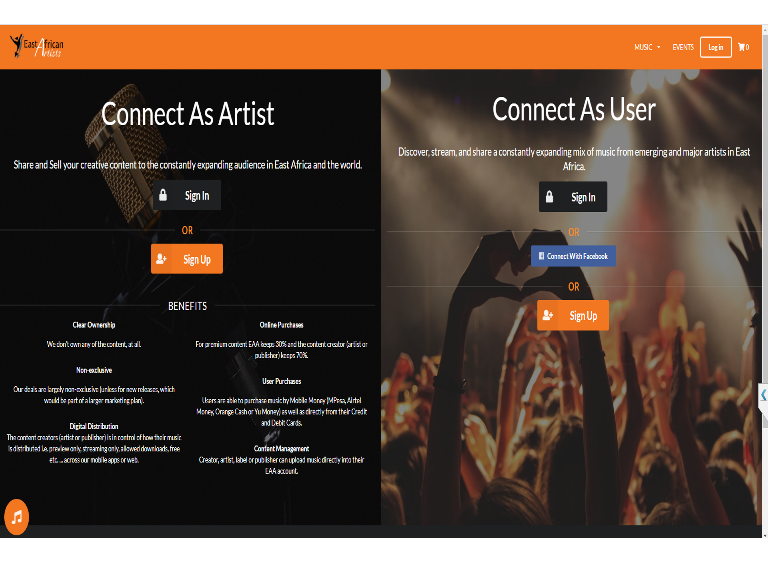 East African
Artists
MUSIC
EVENTS
Log in
0
Connect As Artist
Share and Sell your creative content to the constantly expanding audience in East Africa and the world.
Sign In
OR
Sign Up
BENEFITS
Clear Ownership
We don't own any of the content, at all.
Non-exclusive
Our deals are largely non-exclusive (unless for new releases, which
would be part of a larger marketing plan).
Digital Distribution
The content creators (artist or publisher) is in control of how their music
is distributed i.e. preview only, streaming only, allowed downloads, free
etc. ... across our mobile apps or web.
Online Purchases
For premium content EAA keeps 30% and the content creator (artist or
publisher) keeps 70%.
User Purchases
Users are able to purchase music by Mobile Money (MPesa, Airtel
Money, Orange Cash or Yu Money) as well as directly from their Credit
and Debit Cards.
Content Management
Creator, artist, label or publisher can upload music directly into their
EAA account.
Connect As User
Discover, stream, and share a constantly expanding mix of music from emerging and major artists in East
Africa.
Sign In
OR
Connect With Facebook
OR
Sign Up